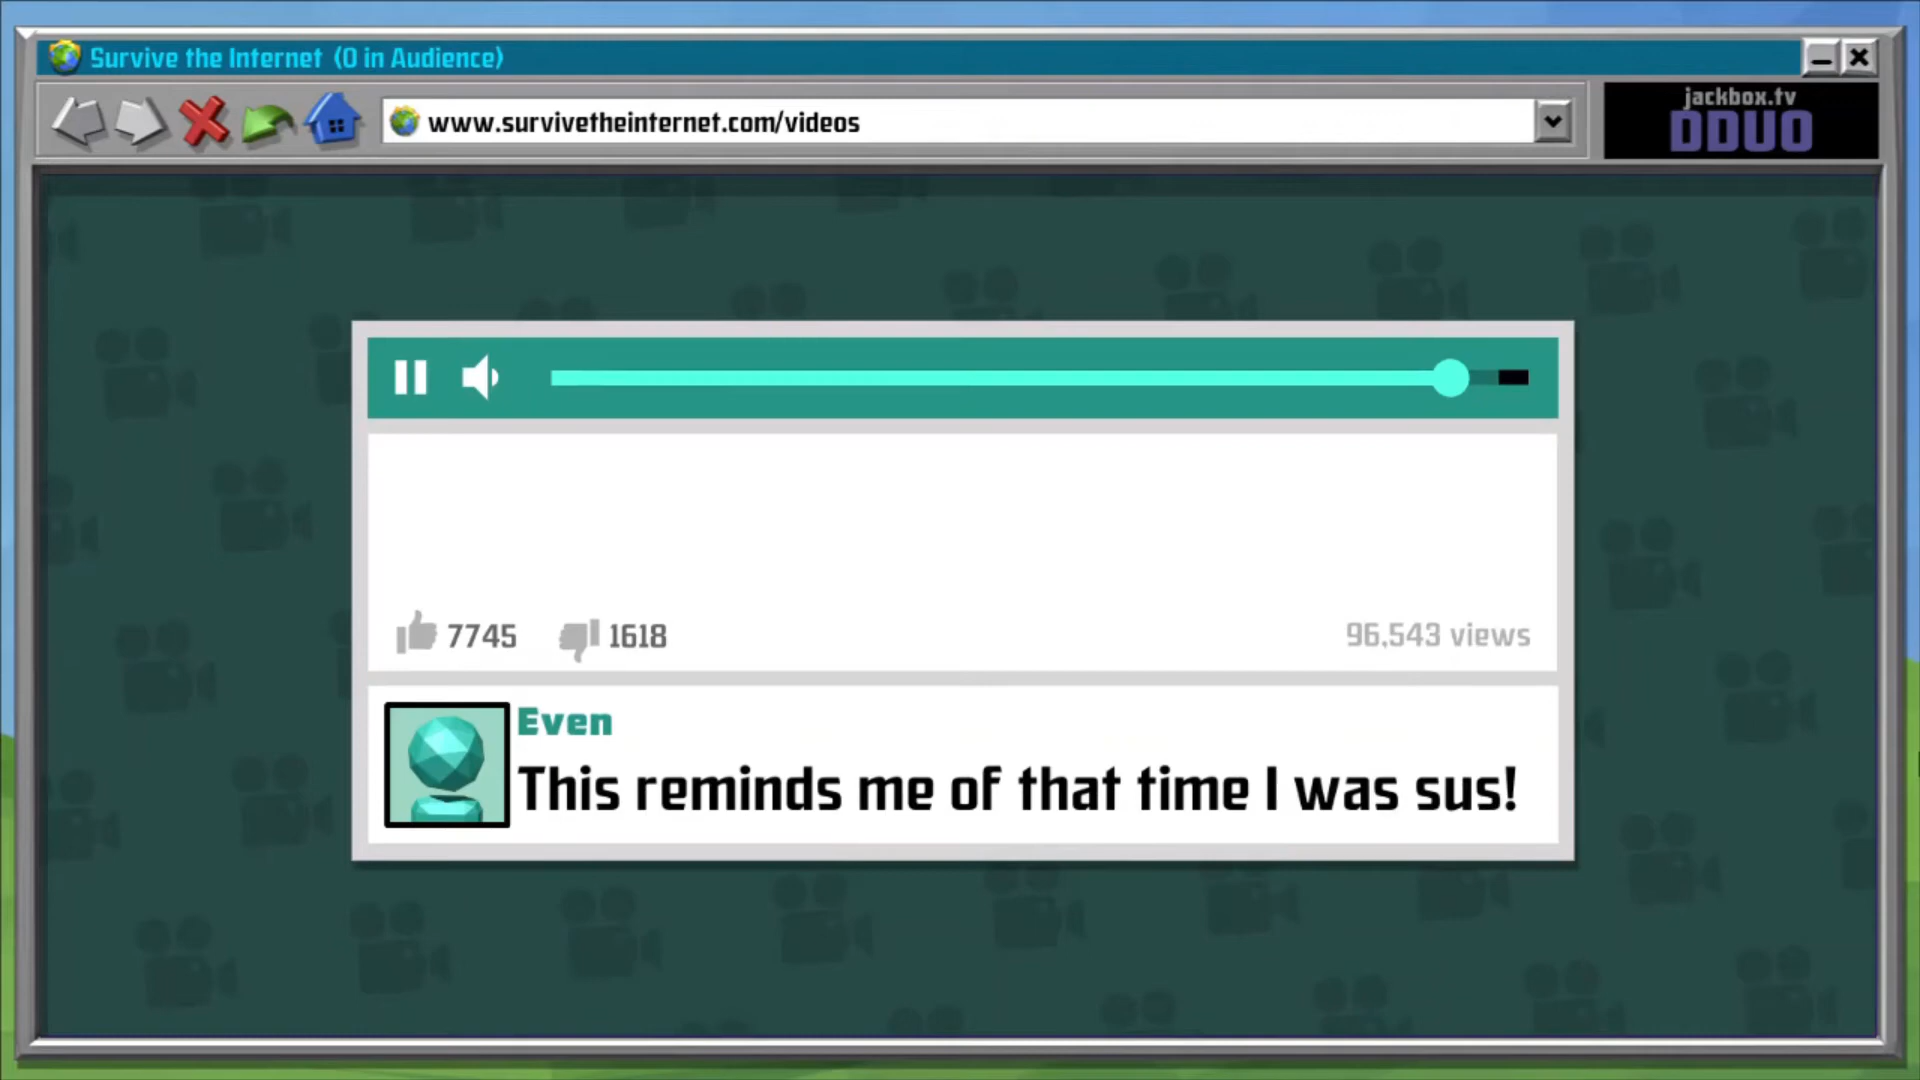 Survive the Internet (0 in Audience)
www.survivetheinternet.com/videos
jackbox.tv
DDUO
7745
1618
96,543 views
Even
This reminds me of that time I was sus!